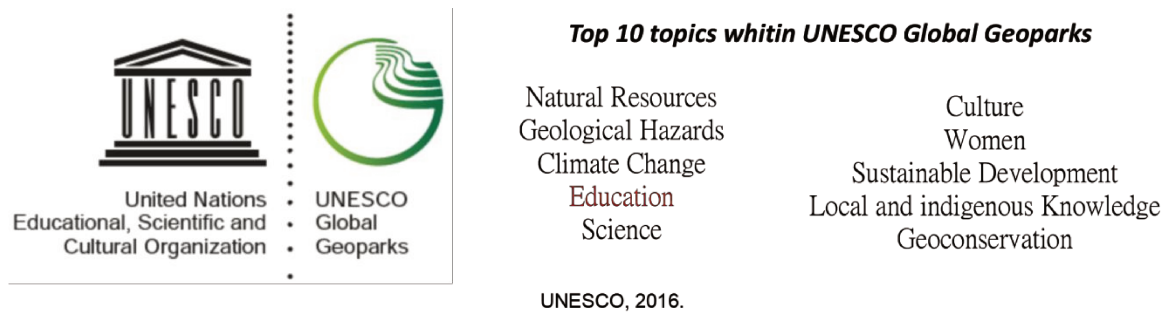 UNESCO
United Nations
Educational, Scientific and
Cultural Organization
UNESCO
Global
Geoparks
Top 10 topics whitin UNESCO Global Geoparks
Natural Resources
Geological Hazards
Climate Change
Education
Science
Culture
Women
Sustainable Development
Local and indigenous Knowledge
Geoconservation
UNESCO, 2016.